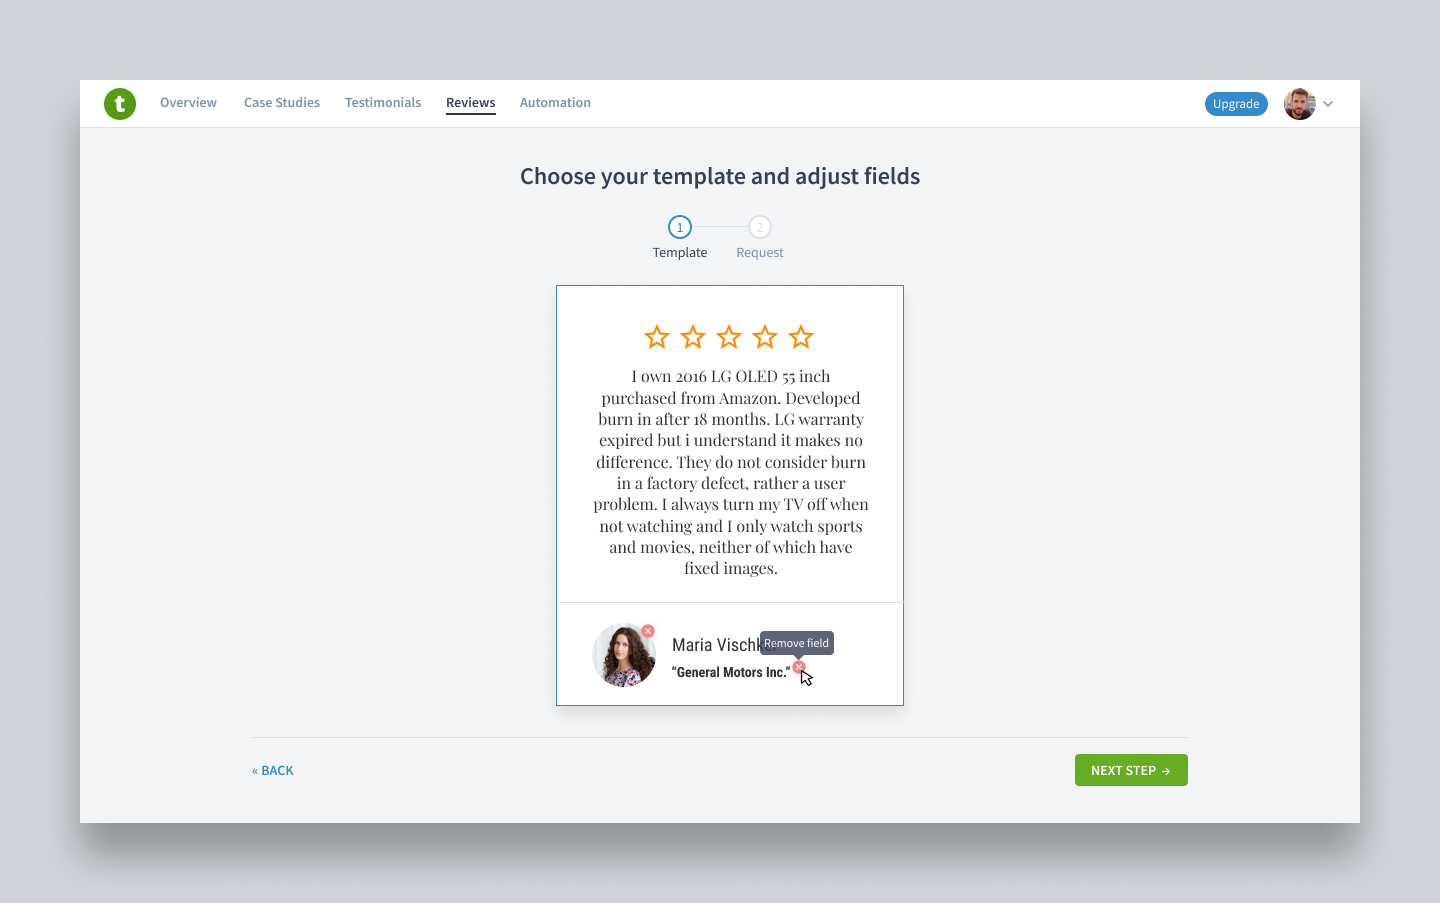 t
Overview Case Studies Testimonials Reviews Automation
Upgrade
Choose your template and adjust fields
1 2
Template Request
I own 2016 LG OLED 55 inch
purchased from Amazon. Developed
burn in after 18 months. LG warranty
expired but i understand it makes no
difference. They do not consider burn
in a factory defect, rather a user
problem. I always turn my TV off when
not watching and I only watch sports
and movies, neither of which have
fixed images.
Maria
Remove field
“General Motors Inc.”
« BACK
NEXT STEP →